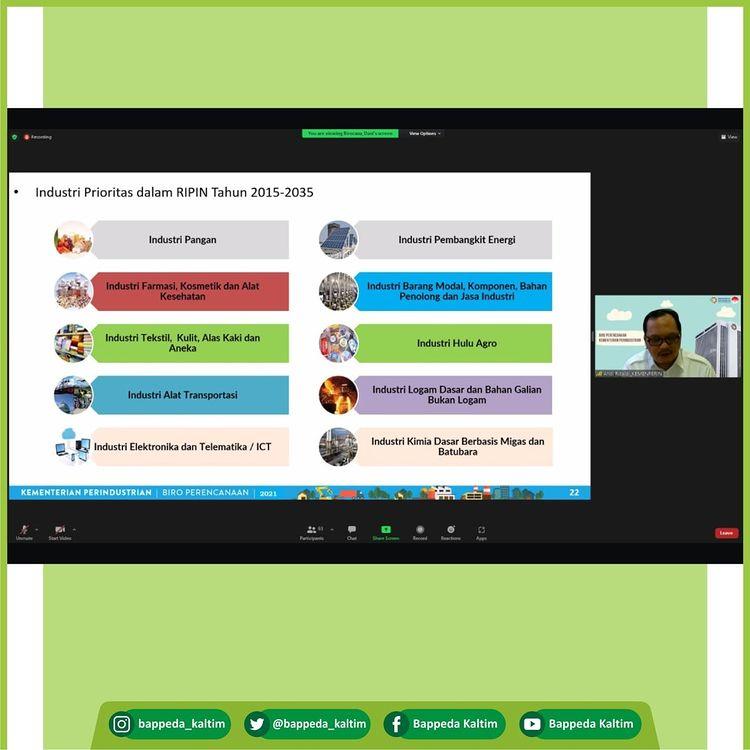 Recording
You are viewing Birocana_Dani's screen
View Options
View
• Industri Prioritas dalam RIPIN Tahun 2015-2035
Industri Pangan
Industri Pembangkit Energi
Industri Farmasi, Kosmetik dan Alat
Kesehatan
Industri Barang Modal, Komponen, Bahan
Penolong dan Jasa Industri
Industri Tekstil, Kulit, Alas Kaki dan
Aneka
Industri Hulu Agro
Industri Alat Transportasi
Industri Logam Dasar dan Bahan Galian
Bukan Logam
Industri Elektronika dan Telematika / ICT
Industri Kimia Dasar Berbasis Migas dan
Batubara
BIRO PERENCANAAN
KEMENTERIAN PERINDUSTRIAN
KEMENTERIAN PERINDUSTRIAN | BIRO PERENCANAAN | 2021
22
Unmute
Start Video
Participants
Chat
Share Screen
Record
Reactions
Apps
Leave
bappeda_kaltim
@bappeda_kaltim
Bappeda Kaltim
Bappeda Kaltim